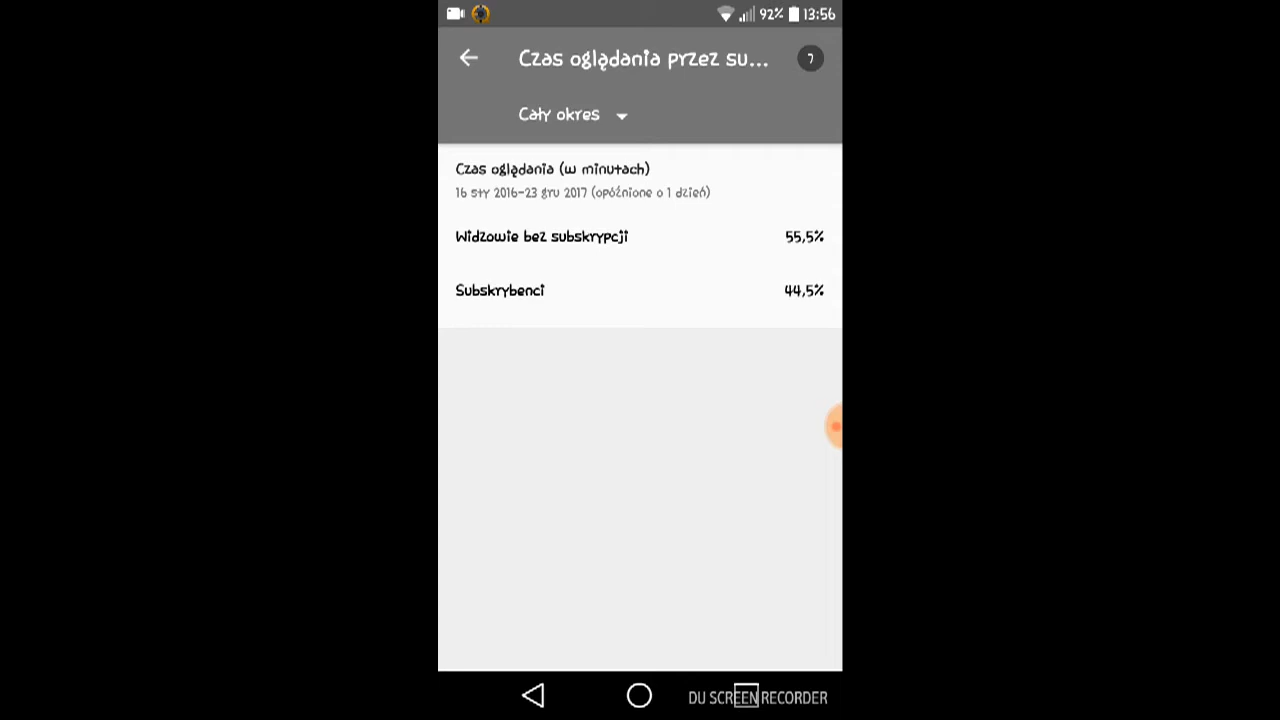 92% 13:56
Czas oglądania przez su... 7
Cały okres
Czas oglądania (w minutach)
16 sty 2016-23 gru 2017 (opóźnione o 1 dzień)
Widzowie bez subskrypcji 55,5%
Subskrybenci 44,5%
DU SCREEN RECORDER